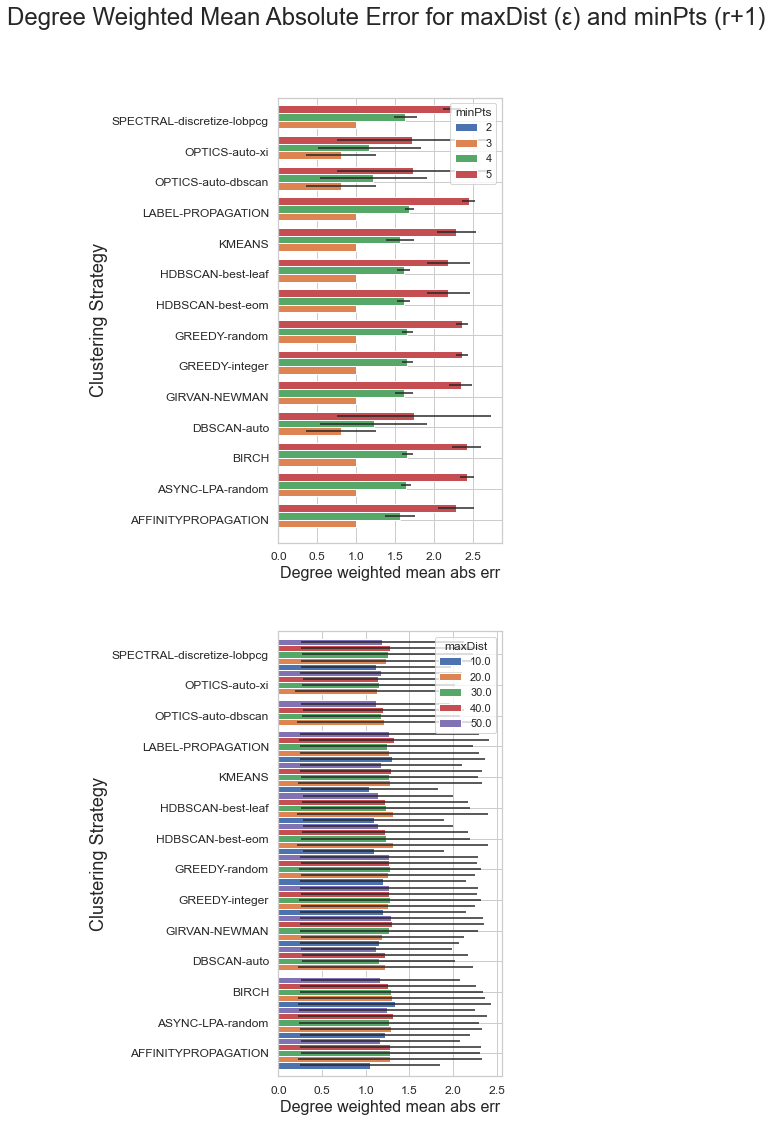 Degree Weighted Mean Absolute Error for maxDist (ε) and minPts (r+1)
minPts
2
3
4
5
SPECTRAL-discretize-lobpcg
OPTICS-auto-xi
OPTICS-auto-dbscan
LABEL-PROPAGATION
KMEANS
HDBSCAN-best-leaf
HDBSCAN-best-eom
GREEDY-random
GREEDY-integer
GIRVAN-NEWMAN
DBSCAN-auto
BIRCH
ASYNC-LPA-random
AFFINITYPROPAGATION
Clustering Strategy
0.0 0.5 1.0 1.5 2.0 2.5
Degree weighted mean abs err
maxDist
10.0
20.0
30.0
40.0
50.0
SPECTRAL-discretize-lobpcg
OPTICS-auto-xi
OPTICS-auto-dbscan
LABEL-PROPAGATION
KMEANS
HDBSCAN-best-leaf
HDBSCAN-best-eom
GREEDY-random
GREEDY-integer
GIRVAN-NEWMAN
DBSCAN-auto
BIRCH
ASYNC-LPA-random
AFFINITYPROPAGATION
Clustering Strategy
0.0 0.5 1.0 1.5 2.0 2.5
Degree weighted mean abs err